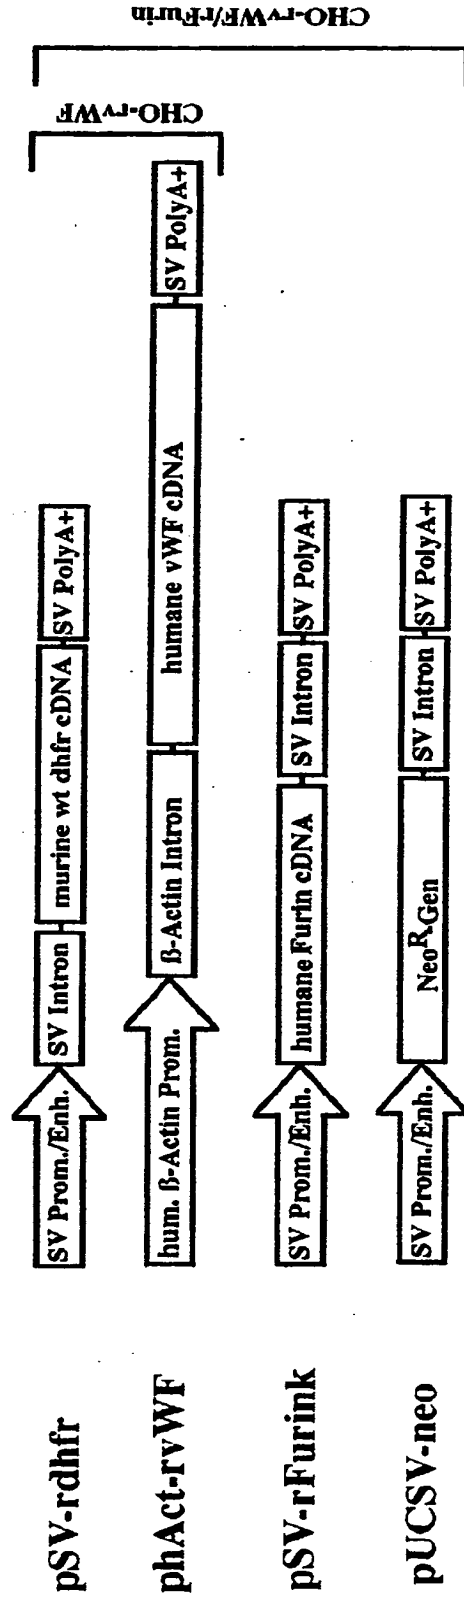 pSV-rdhfr
SV Prom./Enh. SV Intron murine wt dhfr cDNA SV PolyA+
phAct-rvWF
hum. ß-Actin Prom. ß-Actin Intron humane vWF cDNA SV PolyA+
pSV-rFurink
SV Prom./Enh. humane Furin cDNA SV Intron SV PolyA+
pUCSV-neo
SV Prom./Enh. NeoRGen SV Intron SV PolyA+
CHO-rvWF
CHO-rvWF/rFurin